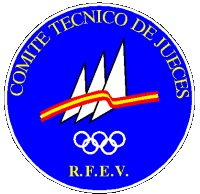 COMITE TECNICO DE JUECES
R.F.E.V.